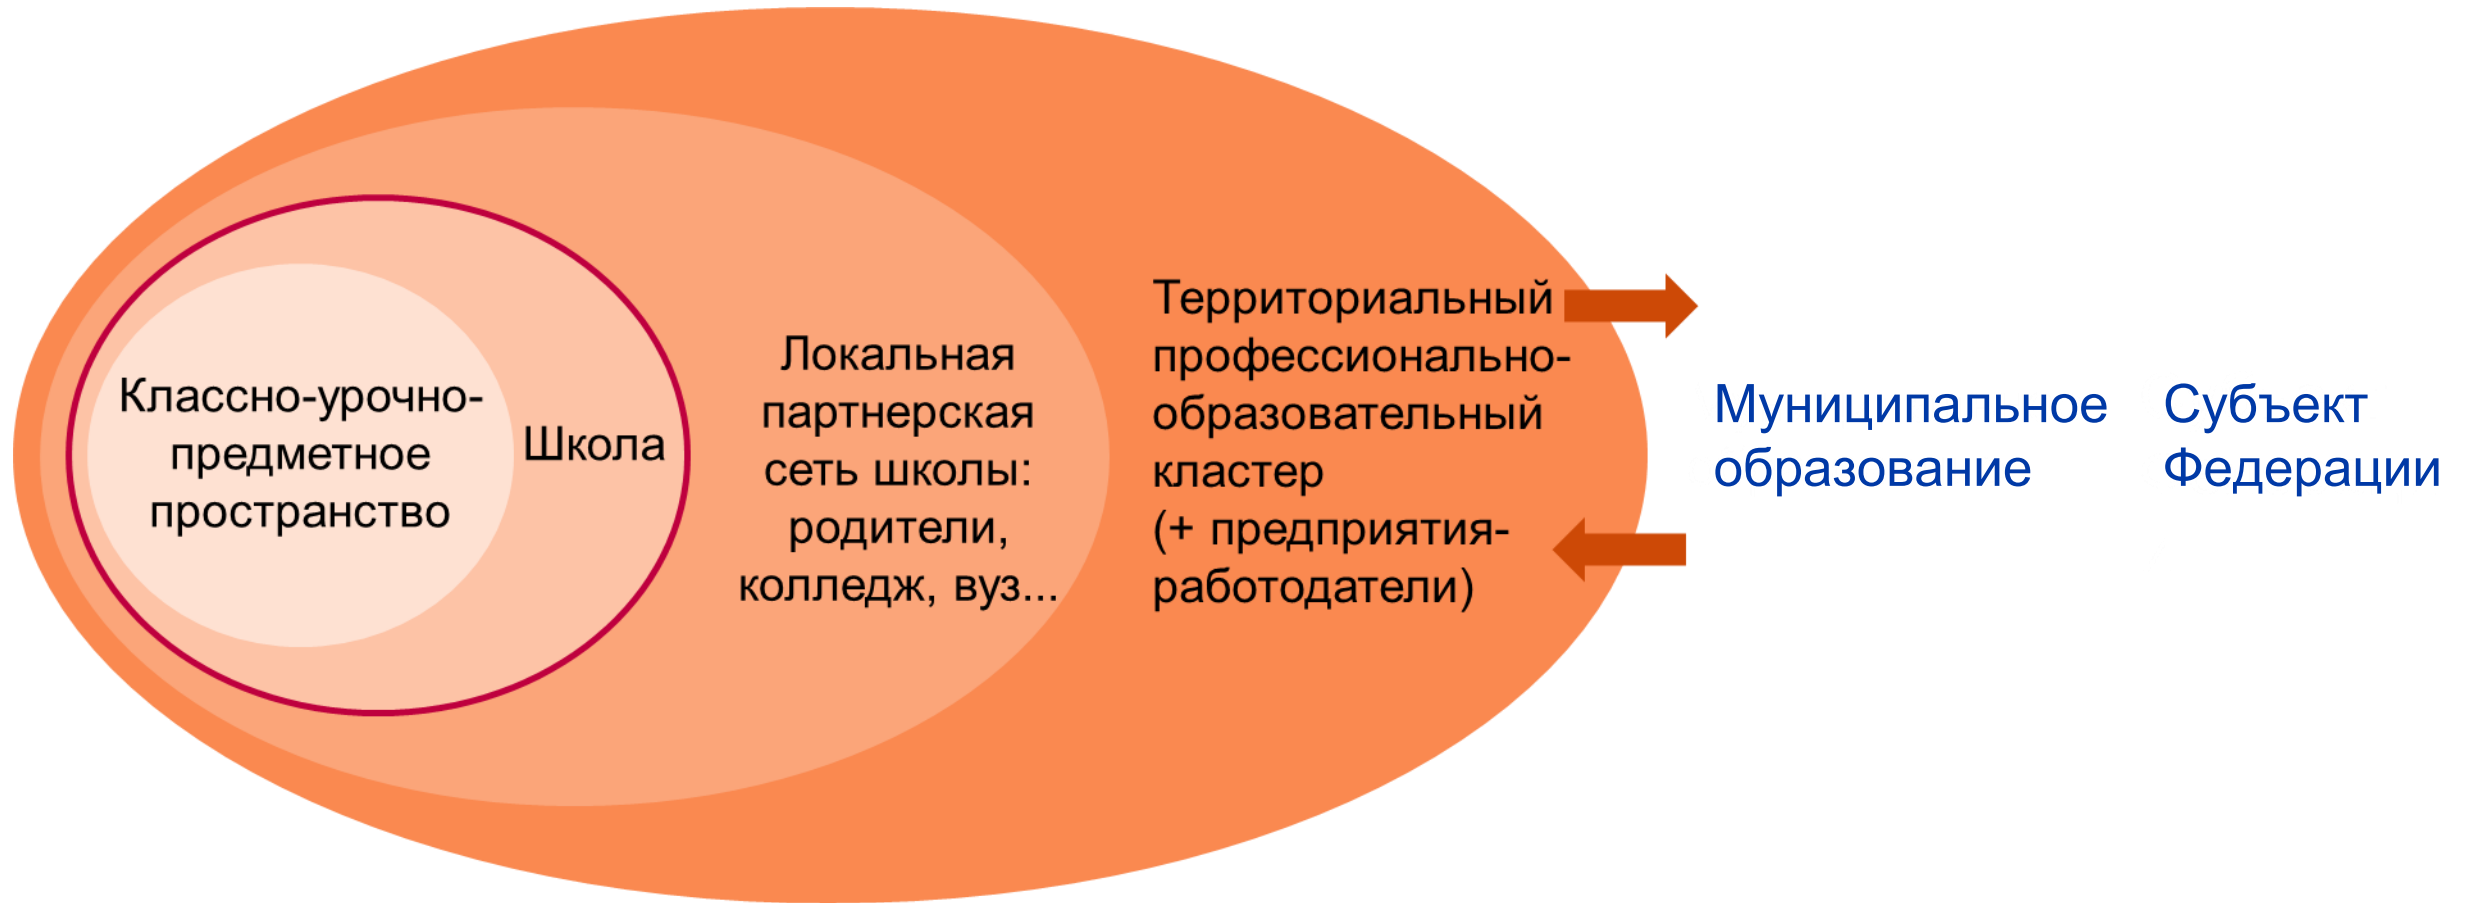 Классно-урочно-
предметное
пространство
Школа
Локальная
партнерская
сеть школы:
родители,
колледж, вуз...
Территориальный
профессионально-
образовательный
кластер
(+ предприятия-
работодатели)
Муниципальное
образование
Субъект
Федерации